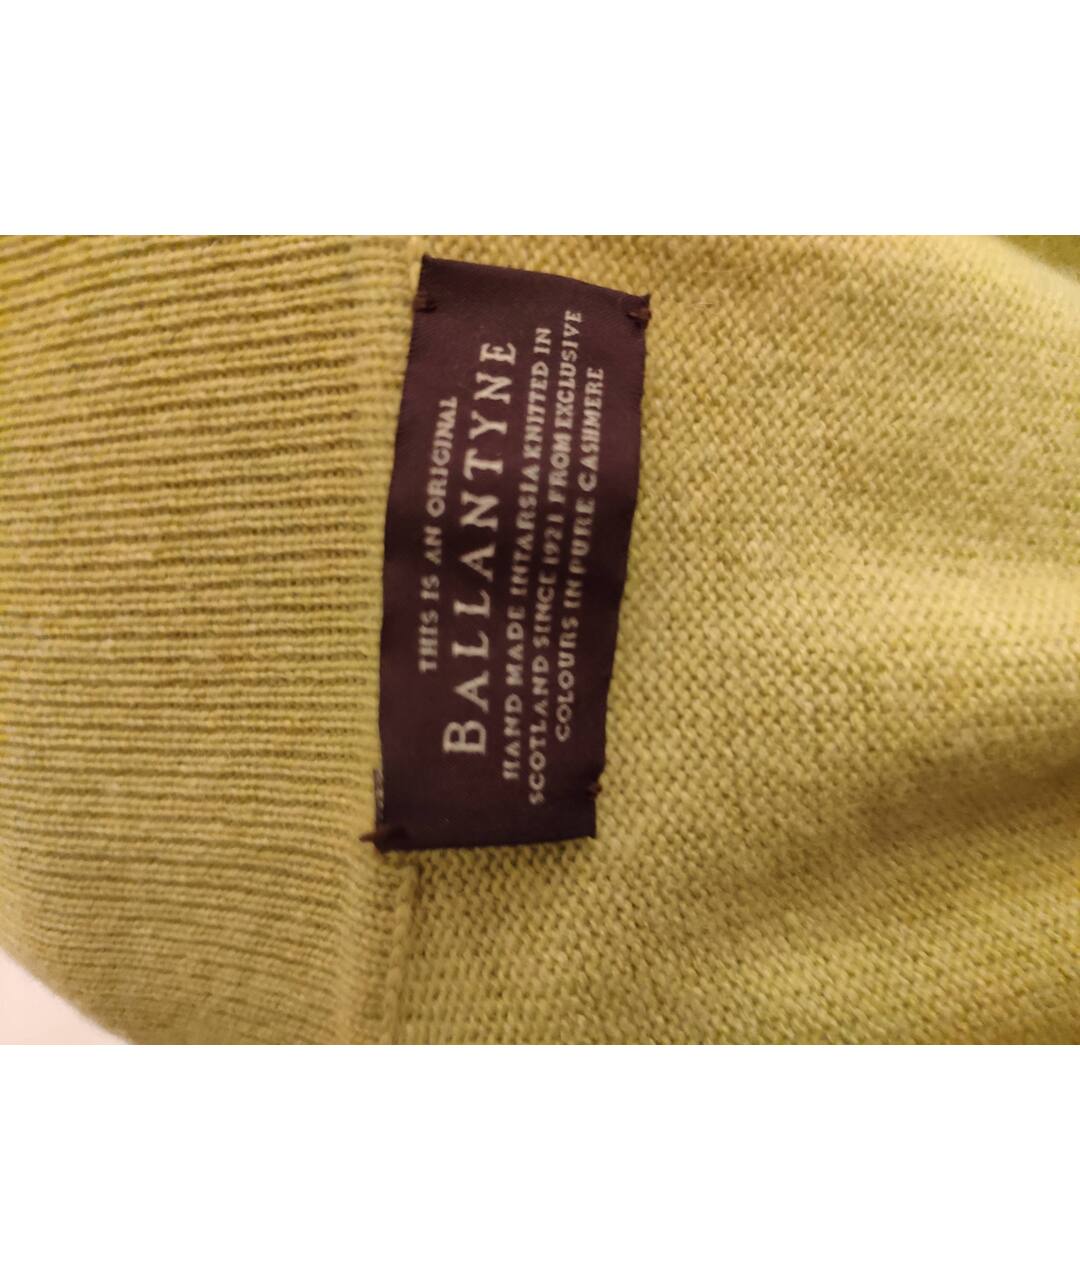 THIS IS AN ORIGINAL
BALLANTYNE
HAND MADE INTARSIA KNITTED IN
SCOTLAND SINCE 1921 FROM EXCLUSIVE
COLOURS IN PURE CASHMERE